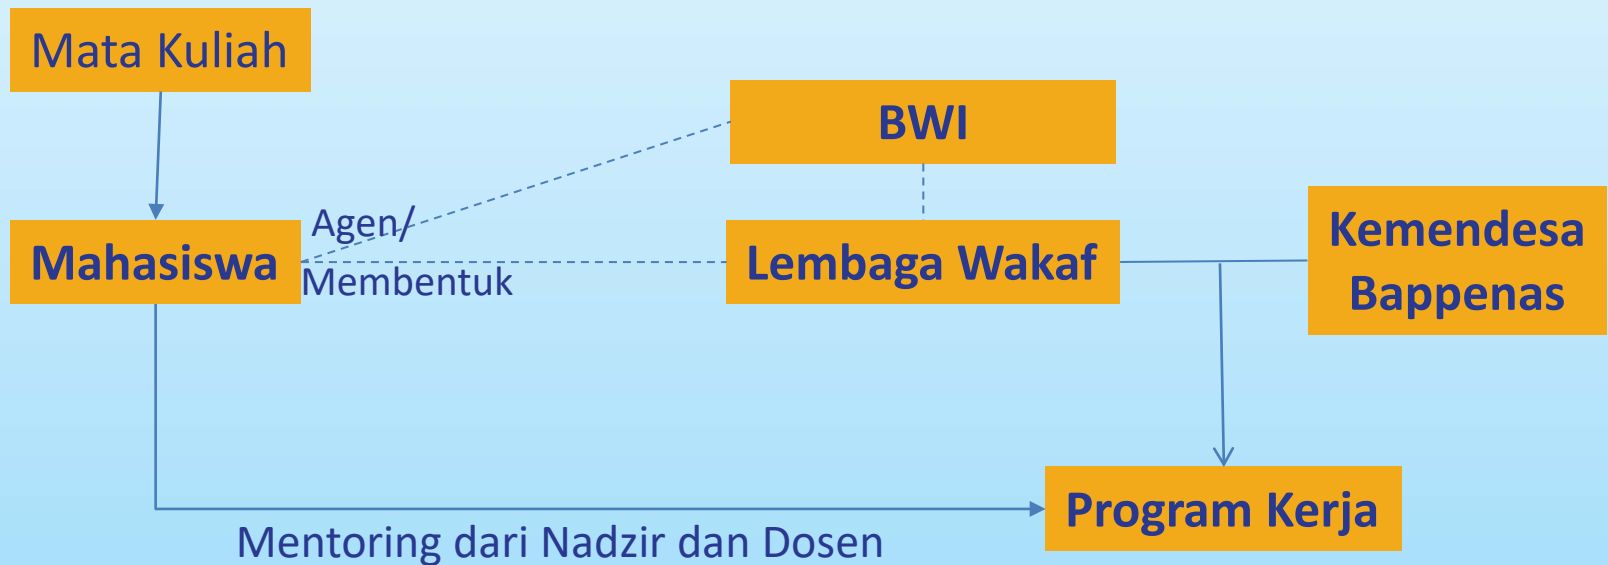 Mata Kuliah
BWI
Agen/
Mahasiswa
Membentuk
Lembaga Wakaf
Kemendesa
Bappenas
Program Kerja
Mentoring dari Nadzir dan Dosen